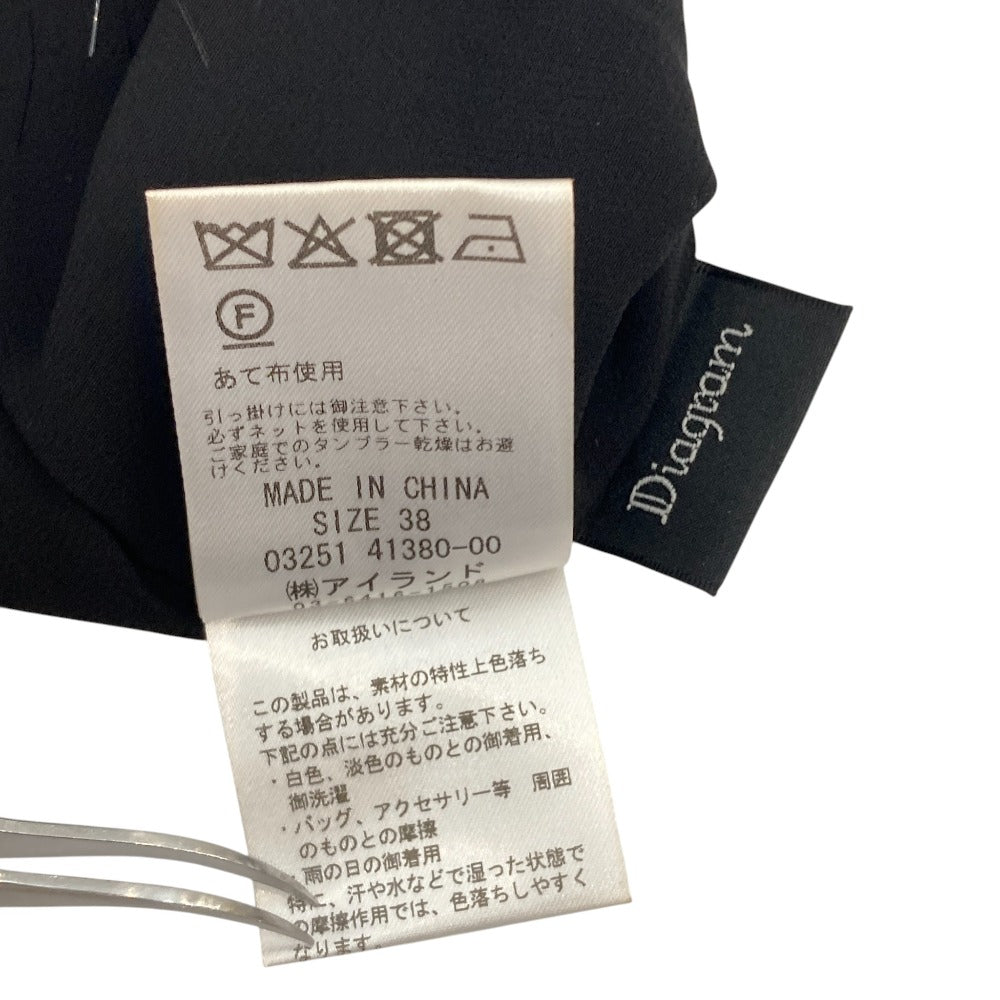 F
あて布使用
引っ掛けには御注意下さい。
必ずネットを使用して下さい。
ご家庭でのタンブラー乾燥はお避
けください。
MADE IN CHINA
SIZE 38
03251 41380-00
㈱アイランド
お取扱いについて
この製品は、素材の特性上色落ち
する場合があります。
下記の点には充分ご注意下さい。
・白色、淡色のものとの御着用、
御洗濯
・バッグ、アクセサリー等 周囲
のものとの摩擦
・雨の日の御着用
特に、汗や水などで湿った状態で
の摩擦作用では、色落ちしやすく
なります。
Diagram